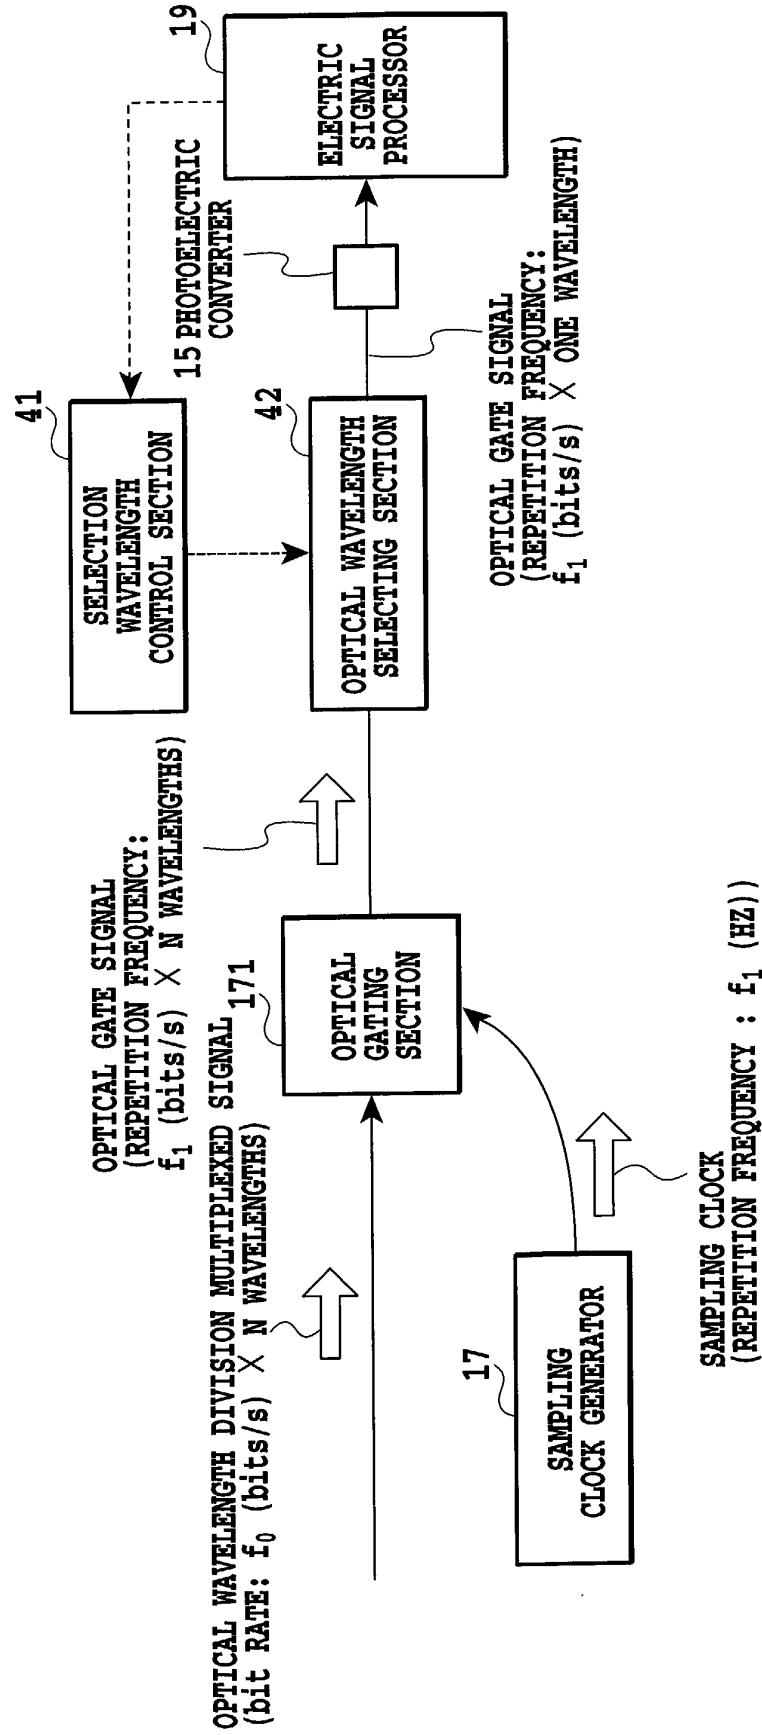 OPTICAL WAVELENGTH DIVISION MULTIPLEXED SIGNAL
(bit RATE: f0 (bits/s) × N WAVELENGTHS)
171
OPTICAL
GATING
SECTION
17
SAMPLING
CLOCK GENERATOR
SAMPLING CLOCK
(REPETITION FREQUENCY : f1 (HZ))
OPTICAL GATE SIGNAL
(REPETITION FREQUENCY:
f1 (bits/s) × N WAVELENGTHS)
41
SELECTION
WAVELENGTH
CONTROL SECTION
42
OPTICAL WAVELENGTH
SELECTING SECTION
OPTICAL GATE SIGNAL
(REPETITION FREQUENCY:
f1 (bits/s) × ONE WAVELENGTH)
15 PHOTOELECTRIC
CONVERTER
19
ELECTRIC
SIGNAL
PROCESSOR